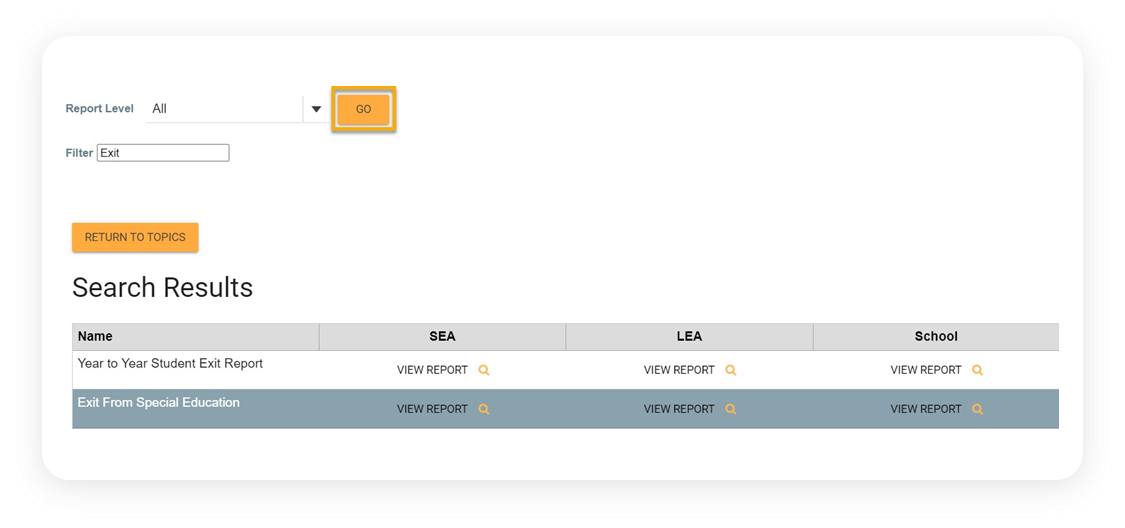 Report Level All GO
Filter Exit
RETURN TO TOPICS
Search Results
Name SEA LEA School
Year to Year Student Exit Report VIEW REPORT VIEW REPORT VIEW REPORT
Exit From Special Education VIEW REPORT VIEW REPORT VIEW REPORT